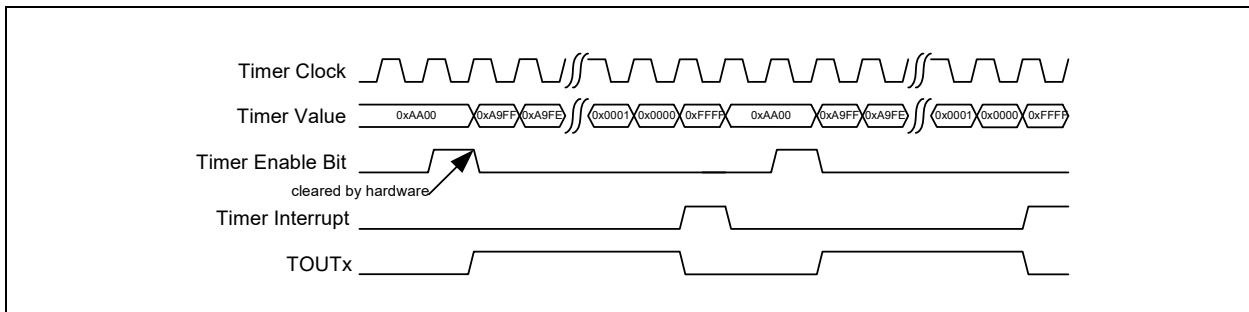 Timer Clock
Timer Value 0xAA00 0xA9FF 0xA9FE 0x0001 0x0000 0xFFFF 0xAA00 0xA9FF 0xA9FE 0x0001 0x0000 0xFFFF
Timer Enable Bit
cleared by hardware
Timer Interrupt
TOUTx